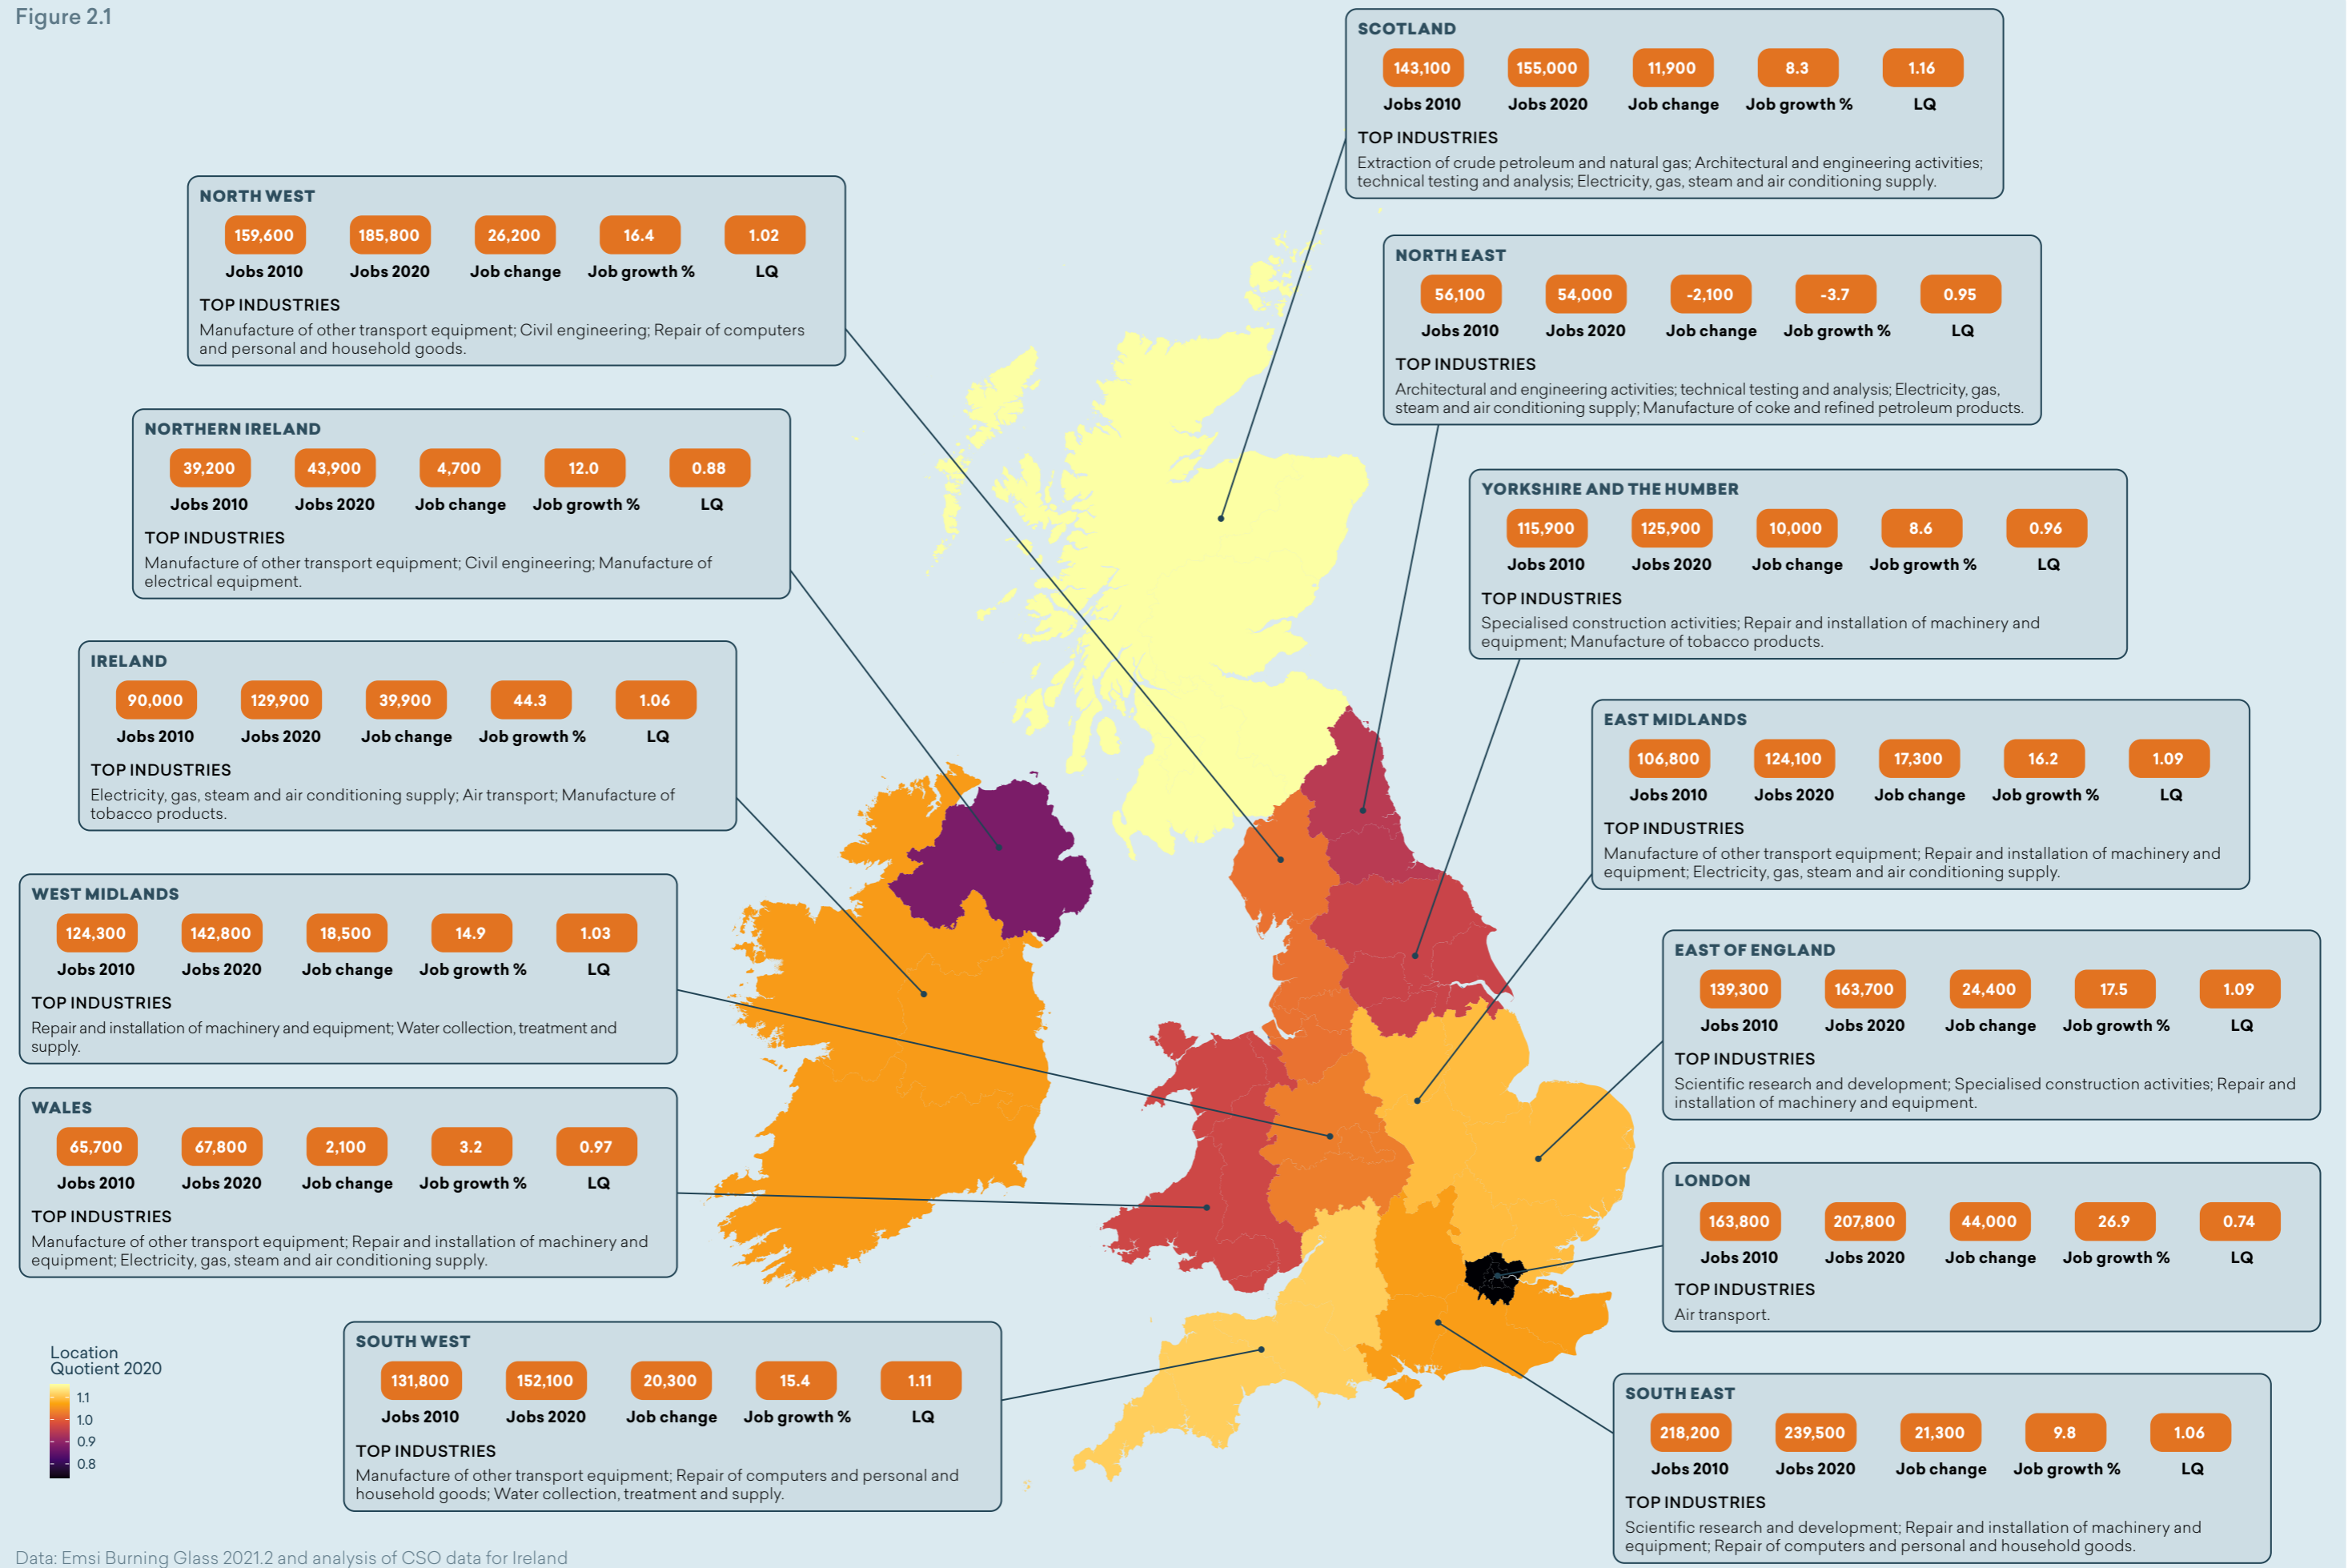 Figure 2.1
SCOTLAND
143,100 155,000 11,900 8.3 1.16
Jobs 2010 Jobs 2020 Job change Job growth % LQ
TOP INDUSTRIES
Extraction of crude petroleum and natural gas; Architectural and engineering activities;
technical testing and analysis; Electricity, gas, steam and air conditioning supply.
NORTH WEST
159,600 185,800 26,200 16.4 1.02
Jobs 2010 Jobs 2020 Job change Job growth % LQ
TOP INDUSTRIES
Manufacture of other transport equipment; Civil engineering; Repair of computers
and personal and household goods.
NORTH EAST
56,100 54,000 -2,100 -3.7 0.95
Jobs 2010 Jobs 2020 Job change Job growth % LQ
TOP INDUSTRIES
Architectural and engineering activities; technical testing and analysis; Electricity, gas,
steam and air conditioning supply; Manufacture of coke and refined petroleum products.
NORTHERN IRELAND
39,200 43,900 4,700 12.0 0.88
Jobs 2010 Jobs 2020 Job change Job growth % LQ
TOP INDUSTRIES
Manufacture of other transport equipment; Civil engineering; Manufacture of
electrical equipment.
YORKSHIRE AND THE HUMBER
115,900 125,900 10,000 8.6 0.96
Jobs 2010 Jobs 2020 Job change Job growth % LQ
TOP INDUSTRIES
Specialised construction activities; Repair and installation of machinery and
equipment; Manufacture of tobacco products.
IRELAND
90,000 129,900 39,900 44.3 1.06
Jobs 2010 Jobs 2020 Job change Job growth % LQ
TOP INDUSTRIES
Electricity, gas, steam and air conditioning supply; Air transport; Manufacture of
tobacco products.
EAST MIDLANDS
106,800 124,100 17,300 16.2 1.09
Jobs 2010 Jobs 2020 Job change Job growth % LQ
TOP INDUSTRIES
Manufacture of other transport equipment; Repair and installation of machinery and
equipment; Electricity, gas, steam and air conditioning supply.
WEST MIDLANDS
124,300 142,800 18,500 14.9 1.03
Jobs 2010 Jobs 2020 Job change Job growth % LQ
TOP INDUSTRIES
Repair and installation of machinery and equipment; Water collection, treatment and
supply.
EAST OF ENGLAND
139,300 163,700 24,400 17.5 1.09
Jobs 2010 Jobs 2020 Job change Job growth % LQ
TOP INDUSTRIES
Scientific research and development; Specialised construction activities; Repair and
installation of machinery and equipment.
WALES
65,700 67,800 2,100 3.2 0.97
Jobs 2010 Jobs 2020 Job change Job growth % LQ
TOP INDUSTRIES
Manufacture of other transport equipment; Repair and installation of machinery and
equipment; Electricity, gas, steam and air conditioning supply.
LONDON
163,800 207,800 44,000 26.9 0.74
Jobs 2010 Jobs 2020 Job change Job growth % LQ
TOP INDUSTRIES
Air transport.
SOUTH WEST
131,800 152,100 20,300 15.4 1.11
Jobs 2010 Jobs 2020 Job change Job growth % LQ
TOP INDUSTRIES
Manufacture of other transport equipment; Repair of computers and personal and
household goods; Water collection, treatment and supply.
SOUTH EAST
218,200 239,500 21,300 9.8 1.06
Jobs 2010 Jobs 2020 Job change Job growth % LQ
TOP INDUSTRIES
Scientific research and development; Repair and installation of machinery and
equipment; Repair of computers and personal and household goods.
Location
Quotient 2020
1.1
1.0
0.9
0.8
Data: Emsi Burning Glass 2021.2 and analysis of CSO data for Ireland